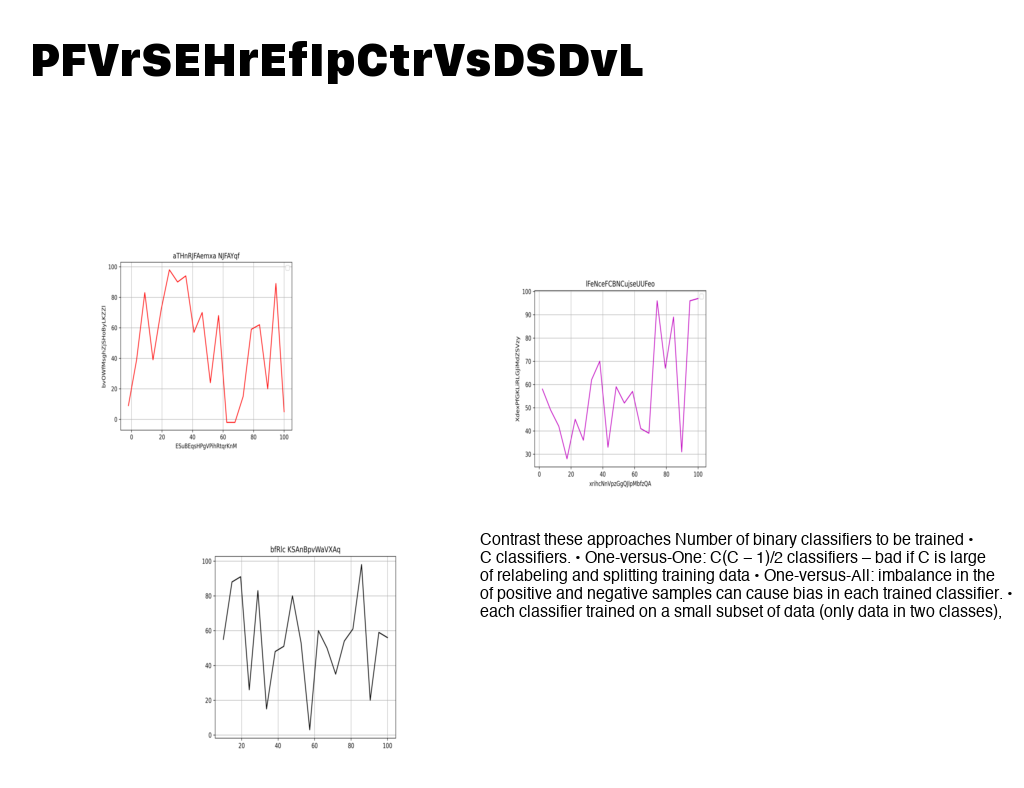 PFVrSEHrEfIpCtrVsDSDvL
aTHnRJFAemxa NJFAYqf
100
80
60
40
20
0
0 20 40 60 80 100
lFeNceFCBNCujseUUFeo
100
90
80
70
60
50
40
30
0 20 40 60 80 100
Contrast these approaches Number of binary classifiers to be trained •
C classifiers. • One-versus-One: C(C – 1)/2 classifiers – bad if C is large
of relabeling and splitting training data • One-versus-All: imbalance in the
of positive and negative samples can cause bias in each trained classifier. •
each classifier trained on a small subset of data (only data in two classes),
bfRlc KSAnBpvWaVXAq
100
80
60
40
20
0
20 40 60 80 100